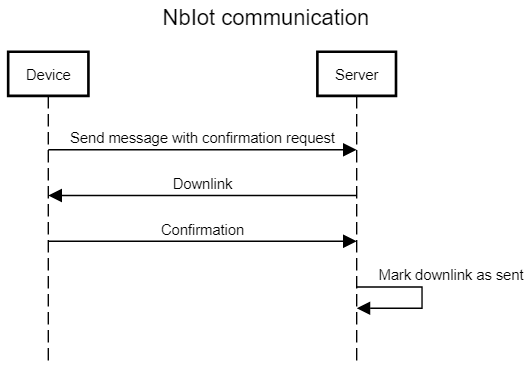 NbIot communication
Device
Server
Send message with confirmation request
Downlink
Confirmation
Mark downlink as sent